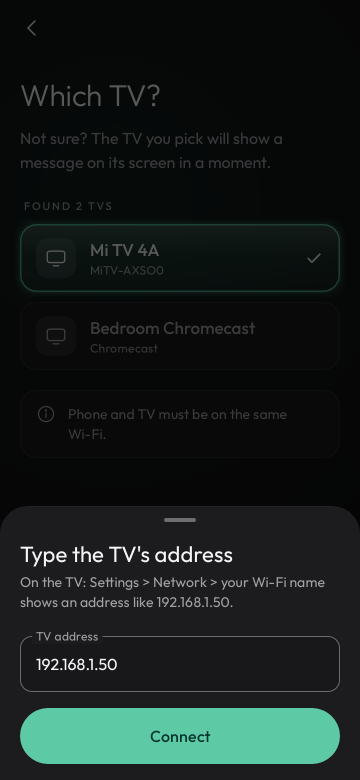 Which TV?
Not sure? The TV you pick will show a
message on its screen in a moment.
FOUND 2 TVS
Mi TV 4A
MiTV-AXSO0
Bedroom Chromecast
Chromecast
Phone and TV must be on the same
Wi-Fi.
Type the TV's address
On the TV: Settings > Network > your Wi-Fi name
shows an address like 192.168.1.50.
TV address
192.168.1.50
Connect